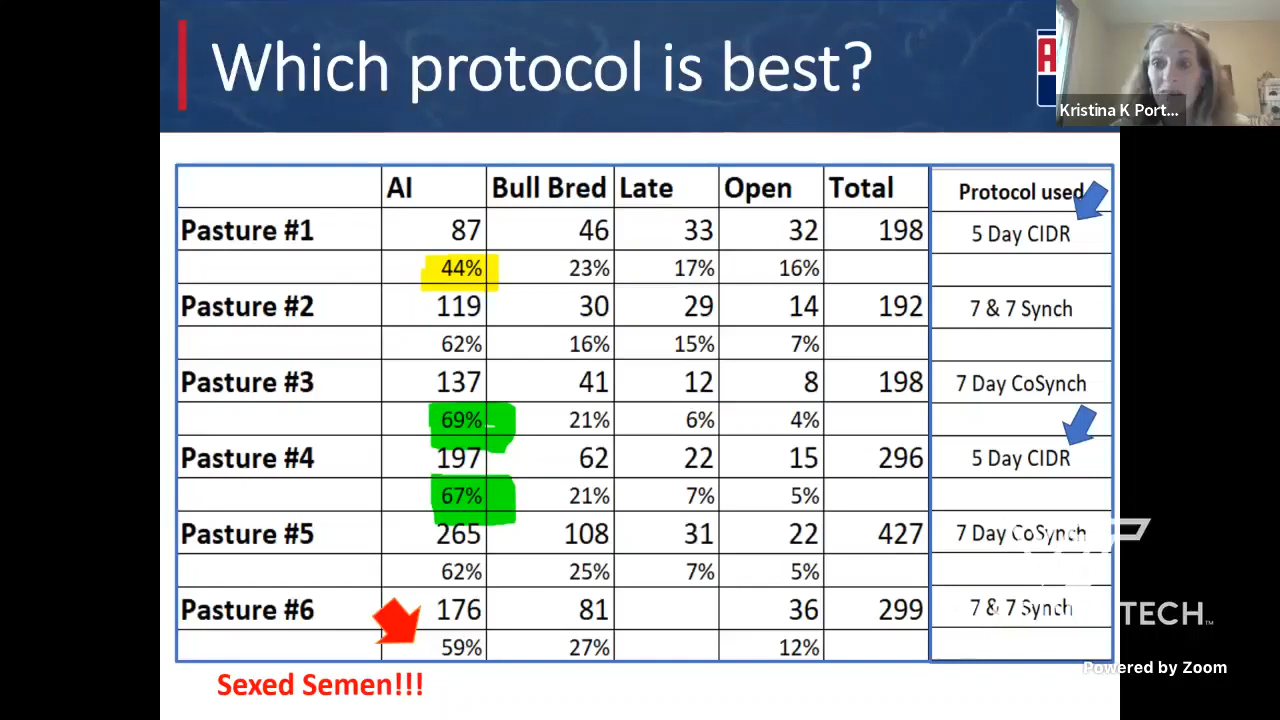 Which protocol is best?
A
Kristina K Port...
AI Bull Bred Late Open Total Protocol used
Pasture #1 87 46 33 32 198 5 Day CIDR
44% 23% 17% 16%
Pasture #2 119 30 29 14 192 7 & 7 Synch
62% 16% 15% 7%
Pasture #3 137 41 12 8 198 7 Day CoSynch
69% 21% 6% 4%
Pasture #4 197 62 22 15 296 5 Day CIDR
67% 21% 7% 5%
Pasture #5 265 108 31 22 427 7 Day CoSynch
62% 25% 7% 5%
Pasture #6 176 81 36 299 7 & 7 Synch
59% 27% 12%
TECH™
Powered by Zoom
Sexed Semen!!!